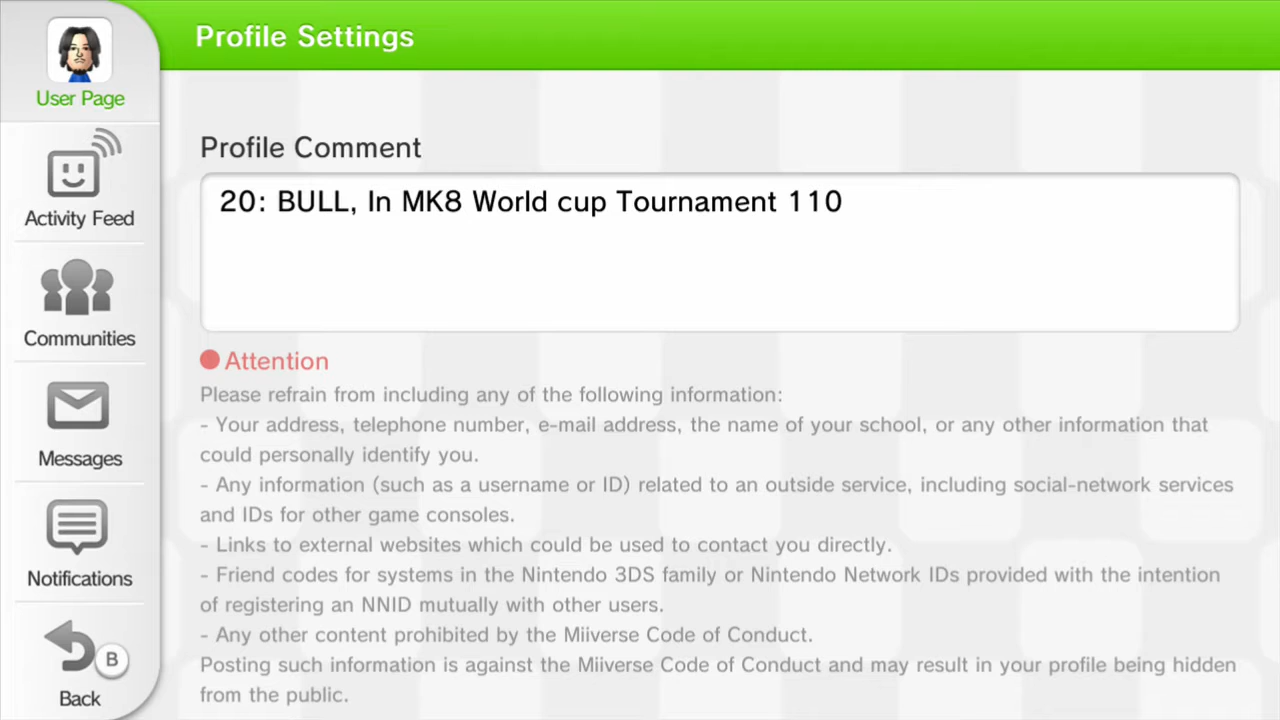 User Page
Activity Feed
Communities
Messages
Notifications
B
Back
Profile Settings
Profile Comment
20: BULL, In MK8 World cup Tournament 110
Attention
Please refrain from including any of the following information:
- Your address, telephone number, e-mail address, the name of your school, or any other information that
could personally identify you.
- Any information (such as a username or ID) related to an outside service, including social-network services
and IDs for other game consoles.
- Links to external websites which could be used to contact you directly.
- Friend codes for systems in the Nintendo 3DS family or Nintendo Network IDs provided with the intention
of registering an NNID mutually with other users.
- Any other content prohibited by the Miiverse Code of Conduct.
Posting such information is against the Miiverse Code of Conduct and may result in your profile being hidden
from the public.